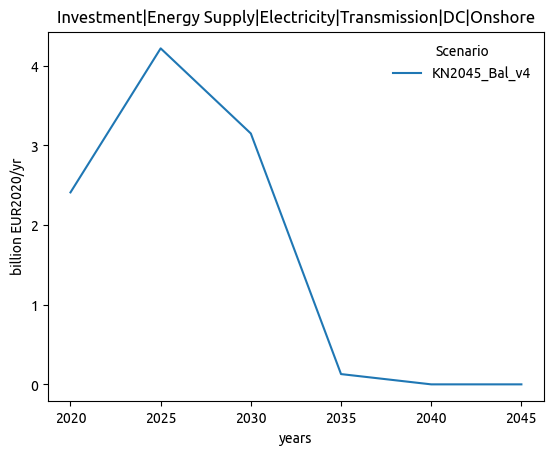 Investment|Energy Supply|Electricity|Transmission|DC|Onshore
Scenario
KN2045_Bal_v4
billion EUR2020/yr
4
3
2
1
0
2020 2025 2030 2035 2040 2045
years